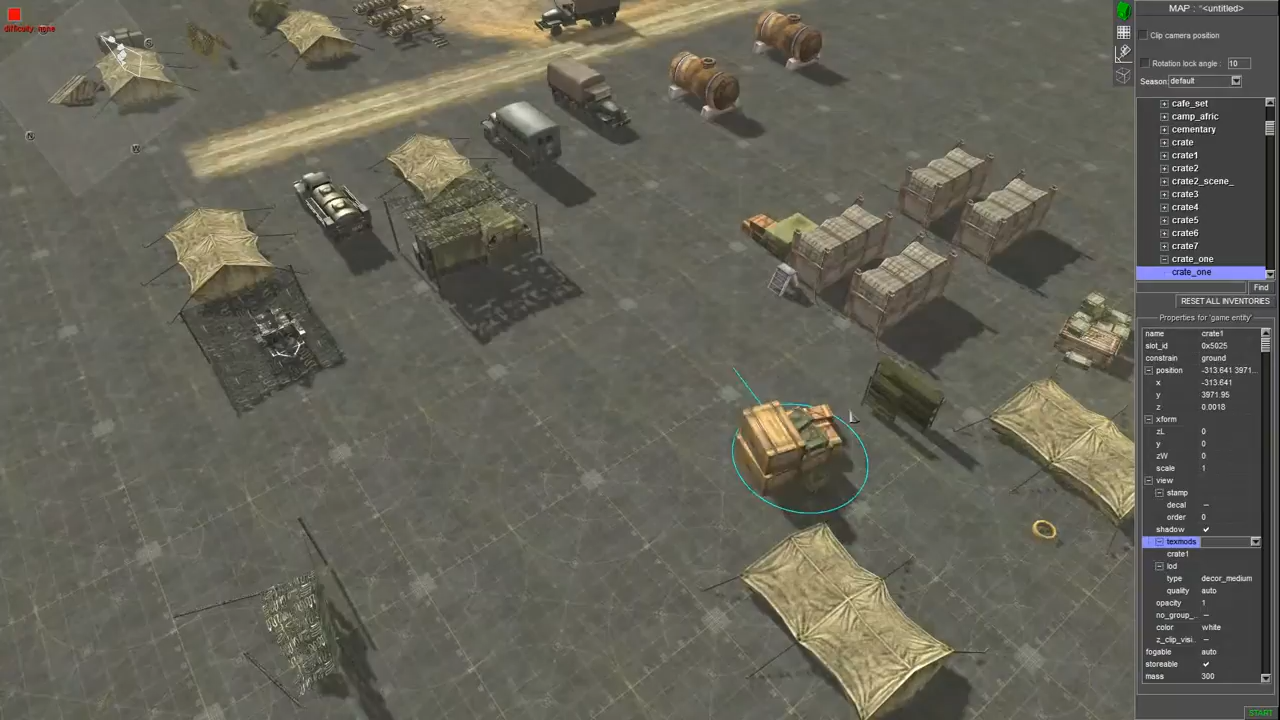 difficulty none
S
N
W
MAP : "<untitled>
Clip camera position
Rotation lock angle : 10
Season: default
cafe_set
camp_afric
cementary
crate
crate1
crate2
crate2_scene_
crate3
crate4
crate5
crate6
crate7
crate_one
crate_one
Find
RESET ALL INVENTORIES
Properties for 'game entity'
name crate1
slot_id 0x5025
constrain ground
position -313.641 3971...
x -313.641
y 3971.95
z 0.0018
xform
zL 0
y 0
zW 0
scale 1
view
stamp
decal --
order 0
shadow ✓
texmods
crate1
lod
type decor_medium
quality auto
opacity 1
no_group_.. --
color white
z_clip_visi.. --
fogable auto
storeable ✓
mass 300
START